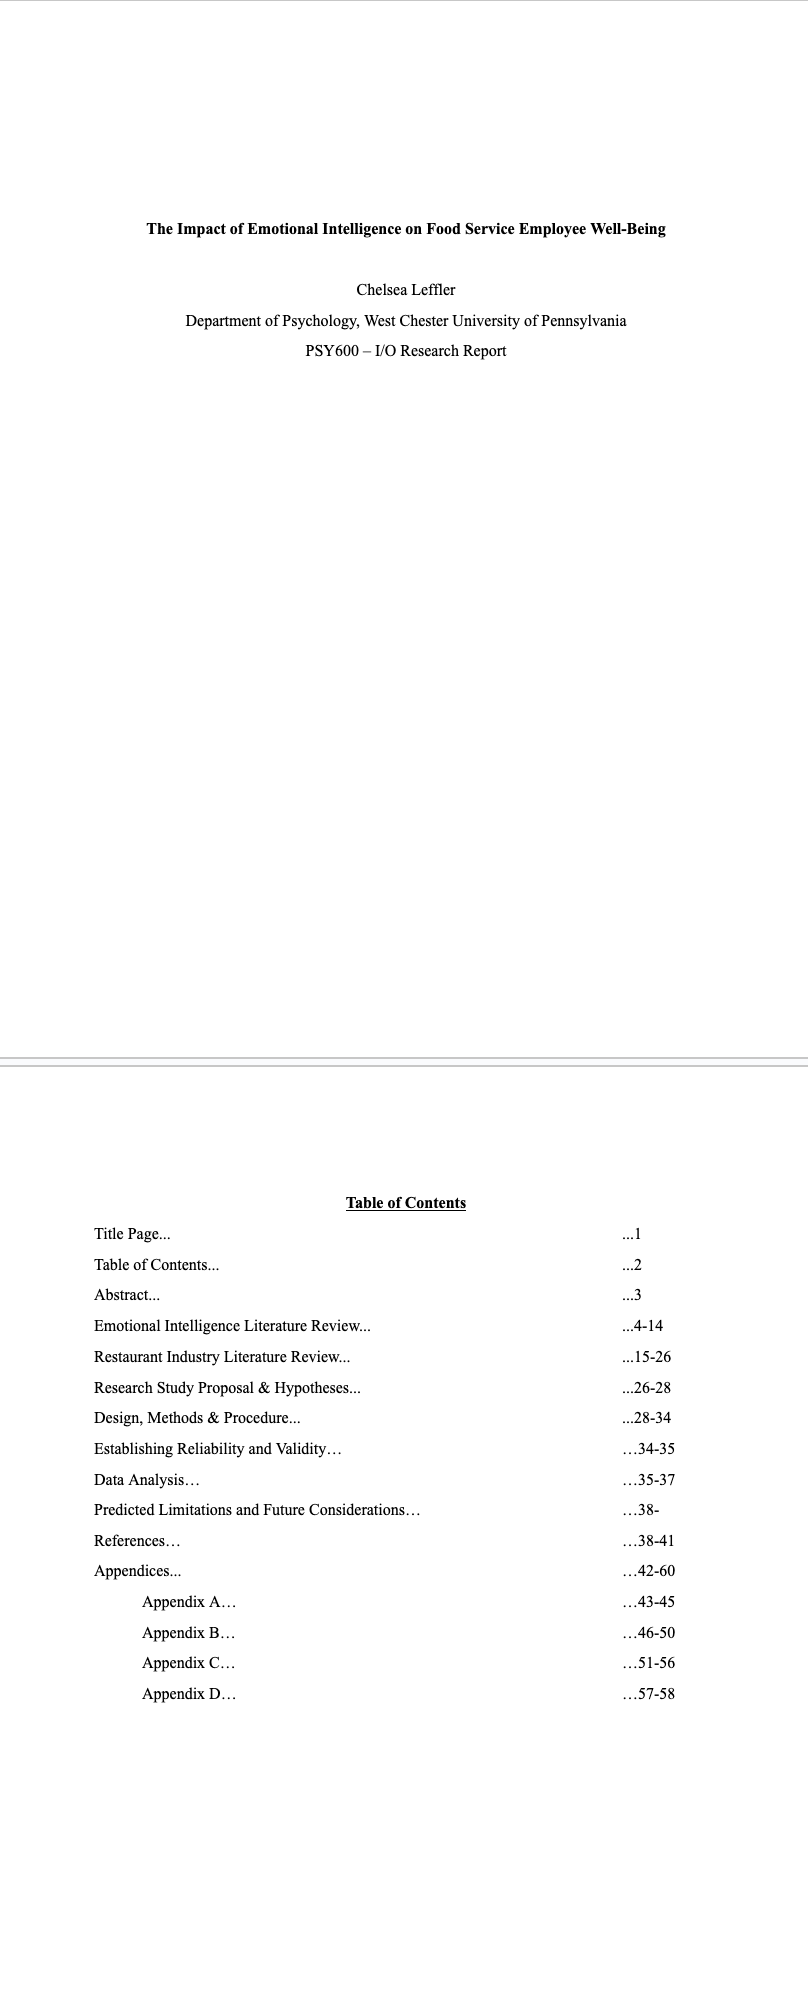 The Impact of Emotional Intelligence on Food Service Employee Well-Being
Chelsea Leffler
Department of Psychology, West Chester University of Pennsylvania
PSY600 – I/O Research Report
Table of Contents
Title Page... ...1
Table of Contents... ...2
Abstract... ...3
Emotional Intelligence Literature Review... ...4-14
Restaurant Industry Literature Review... ...15-26
Research Study Proposal & Hypotheses... ...26-28
Design, Methods & Procedure... ...28-34
Establishing Reliability and Validity… …34-35
Data Analysis… …35-37
Predicted Limitations and Future Considerations… …38-
References… …38-41
Appendices... …42-60
Appendix A… …43-45
Appendix B… …46-50
Appendix C… …51-56
Appendix D… …57-58